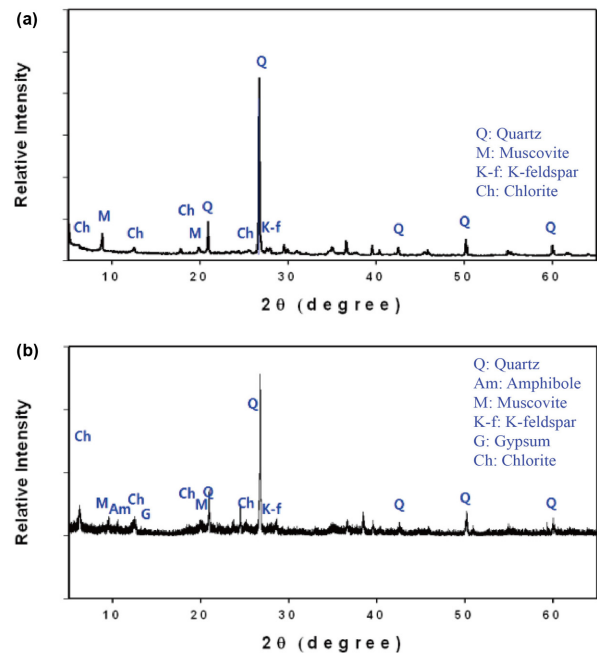 (a)
Relative Intensity
Q
Q: Quartz
M: Muscovite
K-f: K-feldspar
Ch: Chlorite
Ch M Ch Ch M Q Ch K-f Q Q Q
10 20 30 40 50 60
2θ (degree)
(b)
Relative Intensity
Q: Quartz
Am: Amphibole
M: Muscovite
K-f: K-feldspar
G: Gypsum
Ch: Chlorite
Q
Ch
M Am Ch G Ch M Q Ch K-f Q Q Q
10 20 30 40 50 60
2θ (degree)